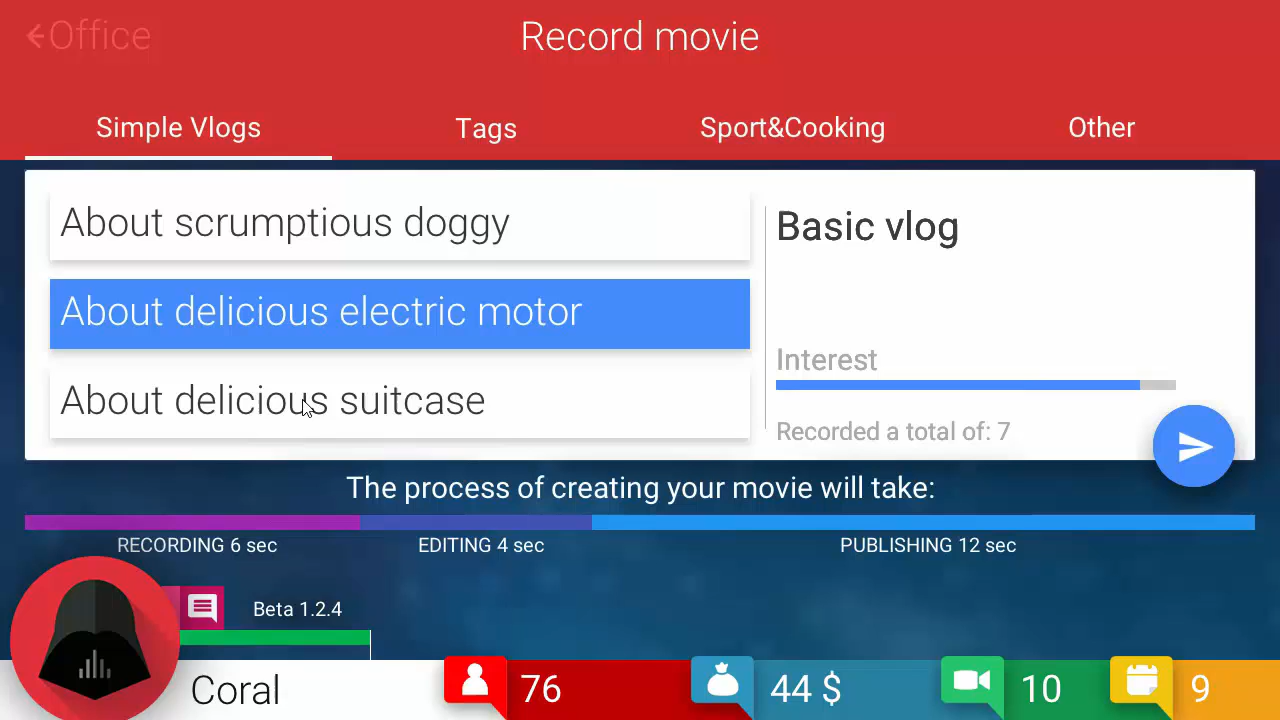 Office
Record movie
Simple Vlogs
Tags
Sport&Cooking
Other
About scrumptious doggy
About delicious electric motor
About delicious suitcase
Basic vlog
Interest
Recorded a total of: 7
The process of creating your movie will take:
RECORDING 6 sec
EDITING 4 sec
PUBLISHING 12 sec
Beta 1.2.4
Coral
76
44 $
10
9